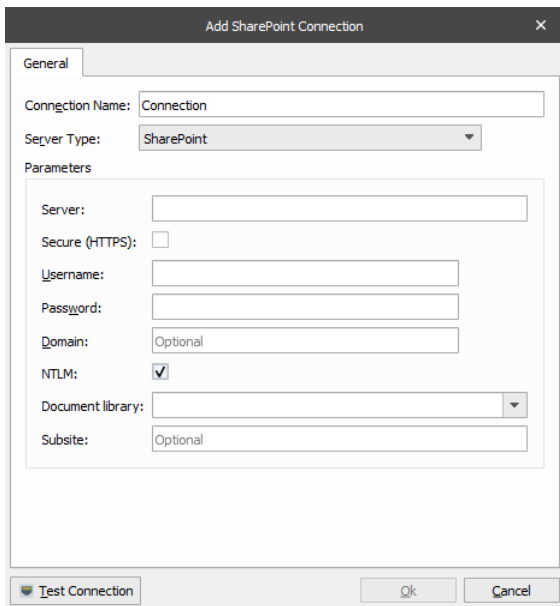 Add SharePoint Connection
General
Connection Name: Connection
Server Type: SharePoint
Parameters
Server:
Secure (HTTPS):
Username:
Password:
Domain: Optional
NTLM:
Document library:
Subsite: Optional
Test Connection Ok Cancel